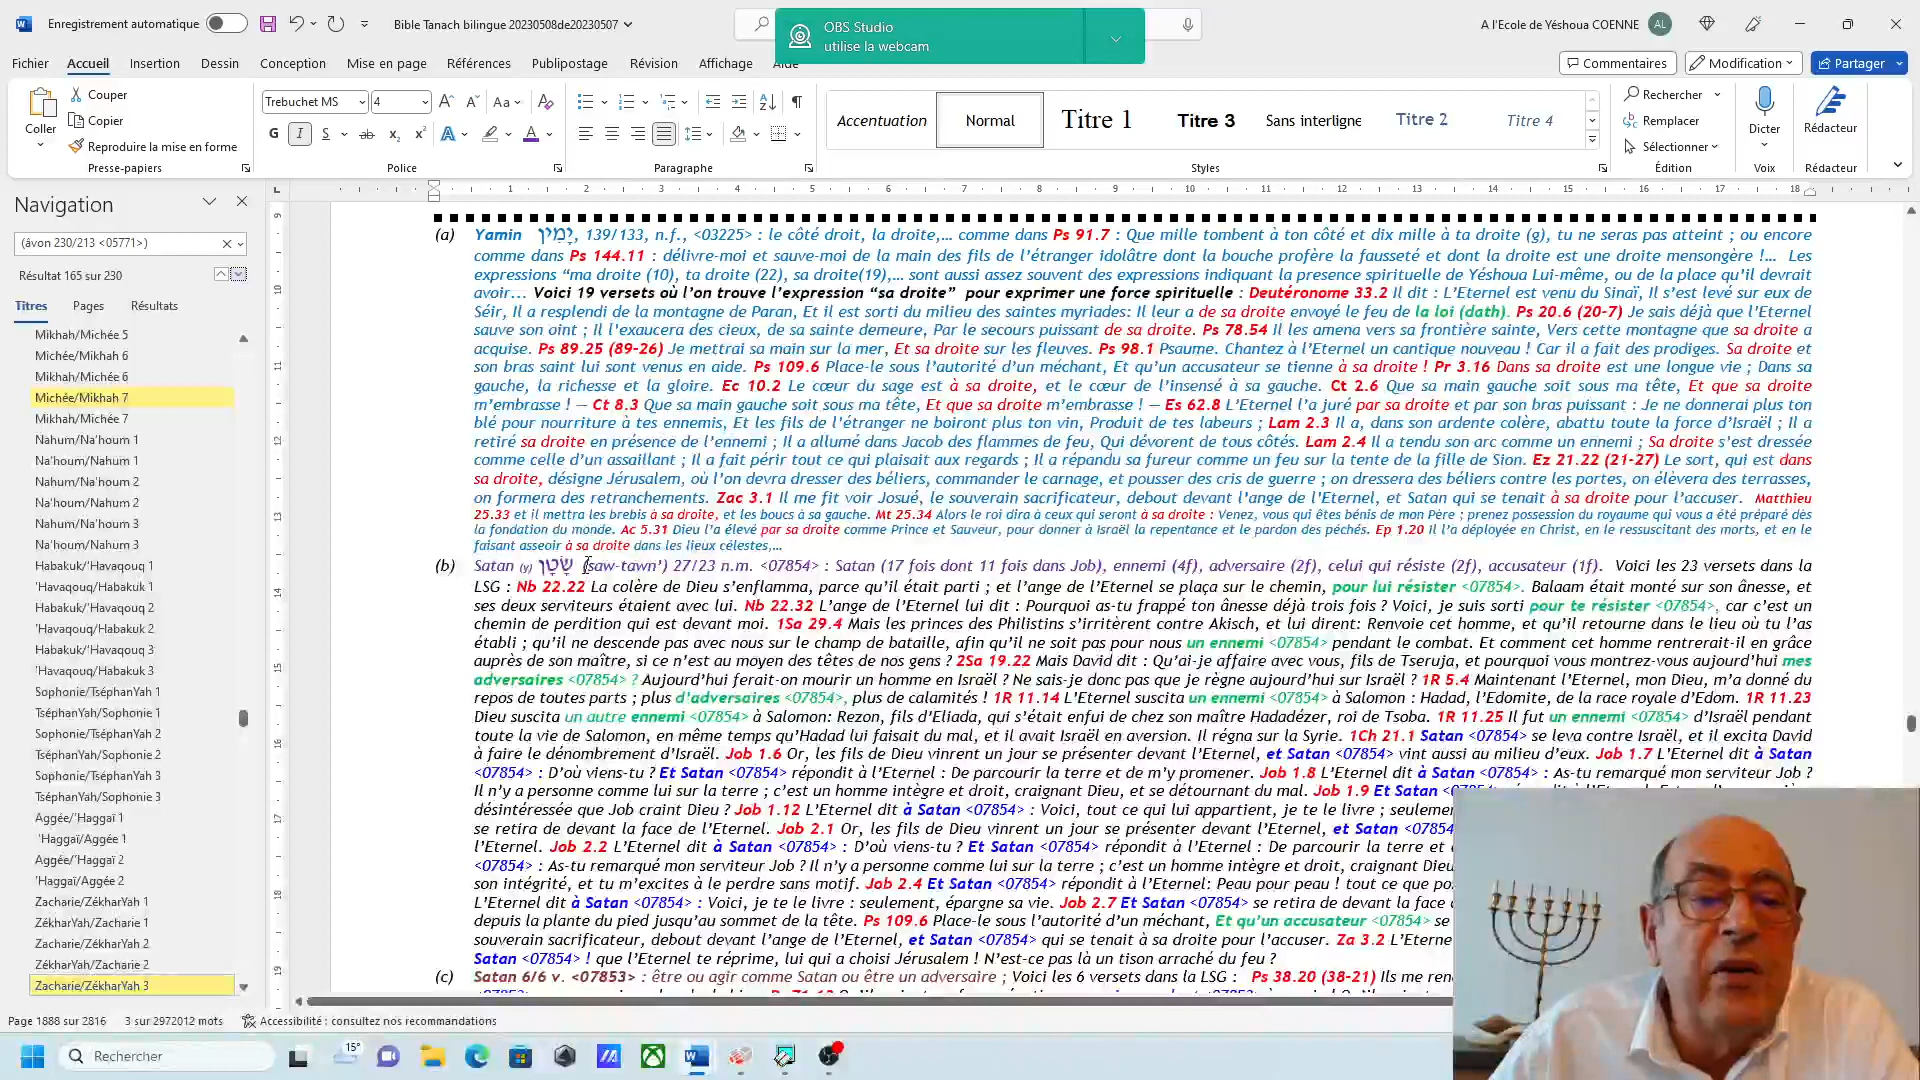 Enregistrement automatique
Bible Tanach bilingue 20230508de20230507
OBS Studio
utilise la webcam
A l'Ecole de Yéshoua COENNE
AL
Fichier Accueil Insertion Dessin Conception Mise en page Références Publipostage Révision Affichage Aide
Commentaires Modification Partager
Coller
Couper
Copier
Reproduire la mise en forme
Presse-papiers
Trebuchet MS 4
Police
Paragraphe
Accentuation Normal Titre 1 Titre 3 Sans interligne Titre 2 Titre 4
Styles
Rechercher
Remplacer
Sélectionner
Édition
Dicter
Voix
Rédacteur
Rédacteur
Navigation
(âvon 230/213 <05771>)
Résultat 165 sur 230
Titres Pages Résultats
Mikhah/Michée 5
Michée/Mikhah 6
Mikhah/Michée 6
Michée/Mikhah 7
Mikhah/Michée 7
Nahum/Na'houm 1
Na'houm/Nahum 1
Nahum/Na'houm 2
Na'houm/Nahum 2
Nahum/Na'houm 3
Na'houm/Nahum 3
Habakuk/'Havaqouq 1
'Havaqouq/Habakuk 1
Habakuk/'Havaqouq 2
'Havaqouq/Habakuk 2
Habakuk/'Havaqouq 3
'Havaqouq/Habakuk 3
Sophonie/TséphanYah 1
TséphanYah/Sophonie 1
Sophonie/TséphanYah 2
TséphanYah/Sophonie 2
Sophonie/TséphanYah 3
TséphanYah/Sophonie 3
Aggée/'Haggaï 1
'Haggaï/Aggée 1
Aggée/'Haggaï 2
'Haggaï/Aggée 2
Zacharie/ZékharYah 1
ZékharYah/Zacharie 1
Zacharie/ZékharYah 2
ZékharYah/Zacharie 2
Zacharie/ZékharYah 3
(a) Yamin יָמִין, 139/133, n.f., <03225> : le côté droit, la droite,… comme dans Ps 91.7 : Que mille tombent à ton côté et dix mille à ta droite (g), tu ne seras pas atteint ; ou encore
comme dans Ps 144.11 : délivre-moi et sauve-moi de la main des fils de l'étranger idolâtre dont la bouche profère la fausseté et dont la droite est une droite mensongère !… Les
expressions "ma droite (10), ta droite (22), sa droite(19),… sont aussi assez souvent des expressions indiquant la presence spirituelle de Yéshoua Lui-même, ou de la place qu'il devrait
avoir… Voici 19 versets où l'on trouve l'expression "sa droite" pour exprimer une force spirituelle : Deutéronome 33.2 Il dit : L'Eternel est venu du Sinaï, Il s'est levé sur eux de
Séir, Il a resplendi de la montagne de Paran, Et il est sorti du milieu des saintes myriades: Il leur a de sa droite envoyé le feu de la loi (dath). Ps 20.6 (20-7) Je sais déjà que l'Eternel
sauve son oint ; Il l'exaucera des cieux, de sa sainte demeure, Par le secours puissant de sa droite. Ps 78.54 Il les amena vers sa frontière sainte, Vers cette montagne que sa droite a
acquise. Ps 89.25 (89-26) Je mettrai sa main sur la mer, Et sa droite sur les fleuves. Ps 98.1 Psaume. Chantez à l'Eternel un cantique nouveau ! Car il a fait des prodiges. Sa droite et
son bras saint lui sont venus en aide. Ps 109.6 Place-le sous l'autorité d'un méchant, Et qu'un accusateur se tienne à sa droite ! Pr 3.16 Dans sa droite est une longue vie ; Dans sa
gauche, la richesse et la gloire. Ec 10.2 Le cœur du sage est à sa droite, et le cœur de l'insensé à sa gauche. Ct 2.6 Que sa main gauche soit sous ma tête, Et que sa droite
m'embrasse ! — Ct 8.3 Que sa main gauche soit sous ma tête, Et que sa droite m'embrasse ! — Es 62.8 L'Eternel l'a juré par sa droite et par son bras puissant : Je ne donnerai plus ton
blé pour nourriture à tes ennemis, Et les fils de l'étranger ne boiront plus ton vin, Produit de tes labeurs ; Lam 2.3 Il a, dans son ardente colère, abattu toute la force d'Israël ; Il a
retiré sa droite en présence de l'ennemi ; Il a allumé dans Jacob des flammes de feu, Qui dévorent de tous côtés. Lam 2.4 Il a tendu son arc comme un ennemi ; Sa droite s'est dressée
comme celle d'un assaillant ; Il a fait périr tout ce qui plaisait aux regards ; Il a répandu sa fureur comme un feu sur la tente de la fille de Sion. Ez 21.22 (21-27) Le sort, qui est dans
sa droite, désigne Jérusalem, où l'on devra dresser des béliers, commander le carnage, et pousser des cris de guerre ; on dressera des béliers contre les portes, on élèvera des terrasses,
on formera des retranchements. Zac 3.1 Il me fit voir Josué, le souverain sacrificateur, debout devant l'ange de l'Eternel, et Satan qui se tenait à sa droite pour l'accuser. Matthieu
25.33 et il mettra les brebis à sa droite, et les boucs à sa gauche. Mt 25.34 Alors le roi dira à ceux qui seront à sa droite : Venez, vous qui êtes bénis de mon Père ; prenez possession du royaume qui vous a été préparé dès
la fondation du monde. Ac 5.31 Dieu l'a élevé par sa droite comme Prince et Sauveur, pour donner à Israël la repentance et le pardon des péchés. Ep 1.20 Il l'a déployée en Christ, en le ressuscitant des morts, et en le
faisant asseoir à sa droite dans les lieux célestes,…
(b) Satan (y) שָׂטָן (saw-tawn') 27/23 n.m. <07854> : Satan (17 fois dont 11 fois dans Job), ennemi (4f), adversaire (2f), celui qui résiste (2f), accusateur (1f). Voici les 23 versets dans la
LSG : Nb 22.22 La colère de Dieu s'enflamma, parce qu'il était parti ; et l'ange de l'Eternel se plaça sur le chemin, pour lui résister <07854>. Balaam était monté sur son ânesse, et
ses deux serviteurs étaient avec lui. Nb 22.32 L'ange de l'Eternel lui dit : Pourquoi as-tu frappé ton ânesse déjà trois fois ? Voici, je suis sorti pour te résister <07854>, car c'est un
chemin de perdition qui est devant moi. 1Sa 29.4 Mais les princes des Philistins s'irritèrent contre Akisch, et lui dirent: Renvoie cet homme, et qu'il retourne dans le lieu où tu l'as
établi ; qu'il ne descende pas avec nous sur le champ de bataille, afin qu'il ne soit pas pour nous un ennemi <07854> pendant le combat. Et comment cet homme rentrerait-il en grâce
auprès de son maître, si ce n'est au moyen des têtes de nos gens ? 2Sa 19.22 Mais David dit : Qu'ai-je affaire avec vous, fils de Tseruja, et pourquoi vous montrez-vous aujourd'hui mes
adversaires <07854> ? Aujourd'hui ferait-on mourir un homme en Israël ? Ne sais-je donc pas que je règne aujourd'hui sur Israël ? 1R 5.4 Maintenant l'Eternel, mon Dieu, m'a donné du
repos de toutes parts ; plus d'adversaires <07854>, plus de calamités ! 1R 11.14 L'Eternel suscita un ennemi <07854> à Salomon : Hadad, l'Edomite, de la race royale d'Edom. 1R 11.23
Dieu suscita un autre ennemi <07854> à Salomon: Rezon, fils d'Eliada, qui s'était enfui de chez son maître Hadadézer, roi de Tsoba. 1R 11.25 Il fut un ennemi <07854> d'Israël pendant
toute la vie de Salomon, en même temps qu'Hadad lui faisait du mal, et il avait Israël en aversion. Il régna sur la Syrie. 1Ch 21.1 Satan <07854> se leva contre Israël, et il excita David
à faire le dénombrement d'Israël. Job 1.6 Or, les fils de Dieu vinrent un jour se présenter devant l'Eternel, et Satan <07854> vint aussi au milieu d'eux. Job 1.7 L'Eternel dit à Satan
<07854> : D'où viens-tu ? Et Satan <07854> répondit à l'Eternel : De parcourir la terre et de m'y promener. Job 1.8 L'Eternel dit à Satan <07854> : As-tu remarqué mon serviteur Job ?
Il n'y a personne comme lui sur la terre ; c'est un homme intègre et droit, craignant Dieu, et se détournant du mal. Job 1.9 Et Satan <07854>
désintéressée que Job craint Dieu ? Job 1.12 L'Eternel dit à Satan <07854> : Voici, tout ce qui lui appartient, je te le livre ; seulement
se retira de devant la face de l'Eternel. Job 2.1 Or, les fils de Dieu vinrent un jour se présenter devant l'Eternel, et Satan <07854
l'Eternel. Job 2.2 L'Eternel dit à Satan <07854> : D'où viens-tu ? Et Satan <07854> répondit à l'Eternel : De parcourir la terre et
<07854> : As-tu remarqué mon serviteur Job ? Il n'y a personne comme lui sur la terre ; c'est un homme intègre et droit, craignant Dieu
son intégrité, et tu m'excites à le perdre sans motif. Job 2.4 Et Satan <07854> répondit à l'Eternel: Peau pour peau ! tout ce que
L'Eternel dit à Satan <07854> : Voici, je te le livre : seulement, épargne sa vie. Job 2.7 Et Satan <07854> se retira de devant la face
depuis la plante du pied jusqu'au sommet de la tête. Ps 109.6 Place-le sous l'autorité d'un méchant, Et qu'un accusateur <07854> se
souverain sacrificateur, debout devant l'ange de l'Eternel, et Satan <07854> qui se tenait à sa droite pour l'accuser. Za 3.2
Satan <07854> ! que l'Eternel te réprime, lui qui a choisi Jérusalem ! N'est-ce pas là un tison arraché du feu ?
(c) Satan 6/6 v. <07853> : être ou agir comme Satan ou être un adversaire ; Voici les 6 versets dans la LSG : Ps 38.20 (38-21) Ils me
Page 1888 sur 2816 3 sur 2972012 mots Accessibilité : consultez nos recommandations
Rechercher
15°